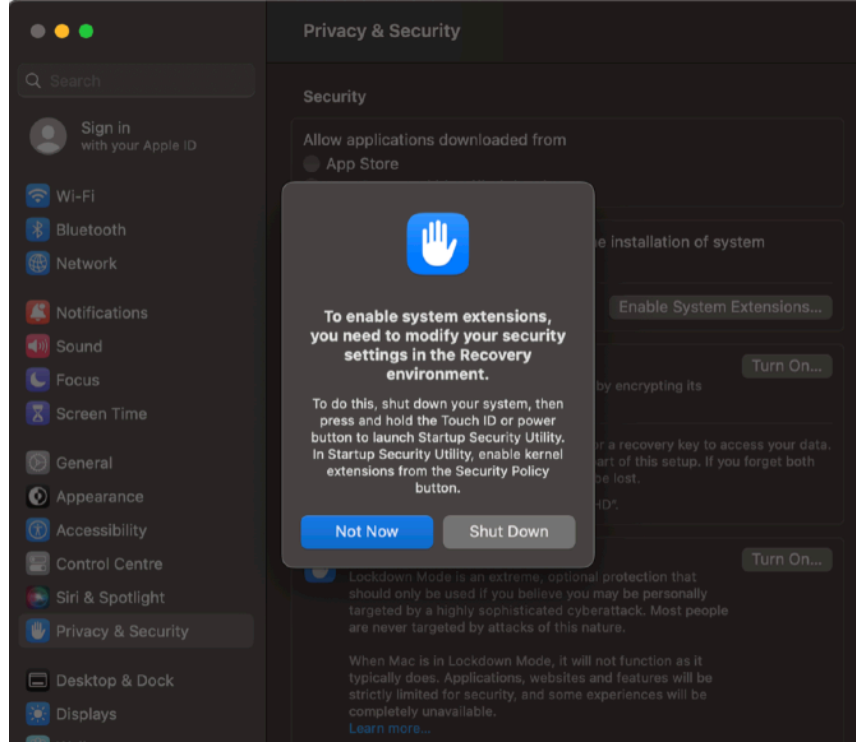 Privacy & Security
Search
Sign in
with your Apple ID
Wi-Fi
Bluetooth
Network
Notifications
Sound
Focus
Screen Time
General
Appearance
Accessibility
Control Centre
Siri & Spotlight
Privacy & Security
Desktop & Dock
Displays
Security
Allow applications downloaded from
App Store
e installation of system
Enable System Extensions...
Turn On...
by encrypting its
or a recovery key to access your data.
art of this setup. If you forget both
be lost.
HD".
To enable system extensions,
you need to modify your security
settings in the Recovery
environment.
To do this, shut down your system, then
press and hold the Touch ID or power
button to launch Startup Security Utility.
In Startup Security Utility, enable kernel
extensions from the Security Policy
button.
Not Now
Shut Down
Turn On...
Lockdown Mode is an extreme, optional protection that
should only be used if you believe you may be personally
targeted by a highly sophisticated cyberattack. Most people
are never targeted by attacks of this nature.
When Mac is in Lockdown Mode, it will not function as it
typically does. Applications, websites and features will be
strictly limited for security, and some experiences will be
completely unavailable.
Learn more...